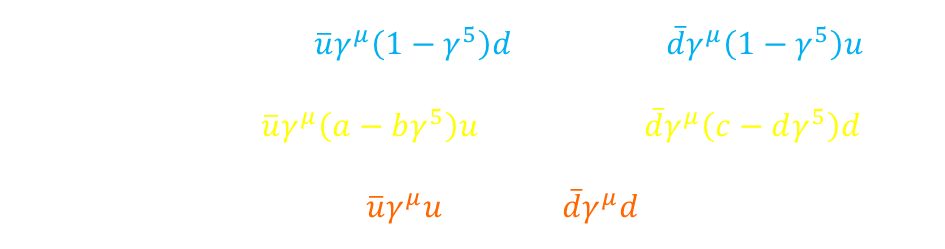 ūγ^μ(1 − γ^5)d d̄γ^μ(1 − γ^5)u
ūγ^μ(a − bγ^5)u d̄γ^μ(c − dγ^5)d
ūγ^μu d̄γ^μd